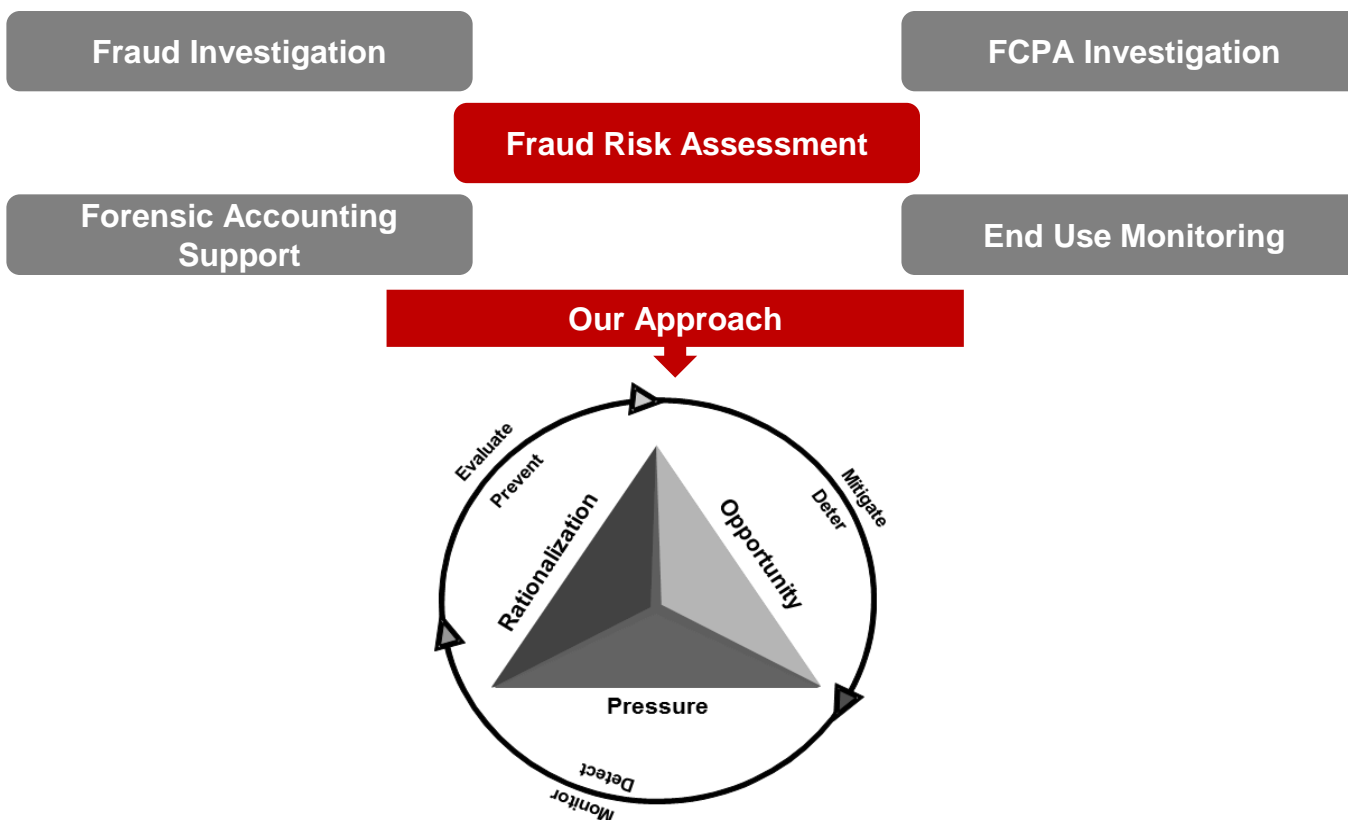 Fraud Investigation
FCPA Investigation
Fraud Risk Assessment
Forensic Accounting
Support
End Use Monitoring
Our Approach
Evaluate
Prevent
Mitigate
Deter
Rationalization
Opportunity
Pressure
Detect
Monitor